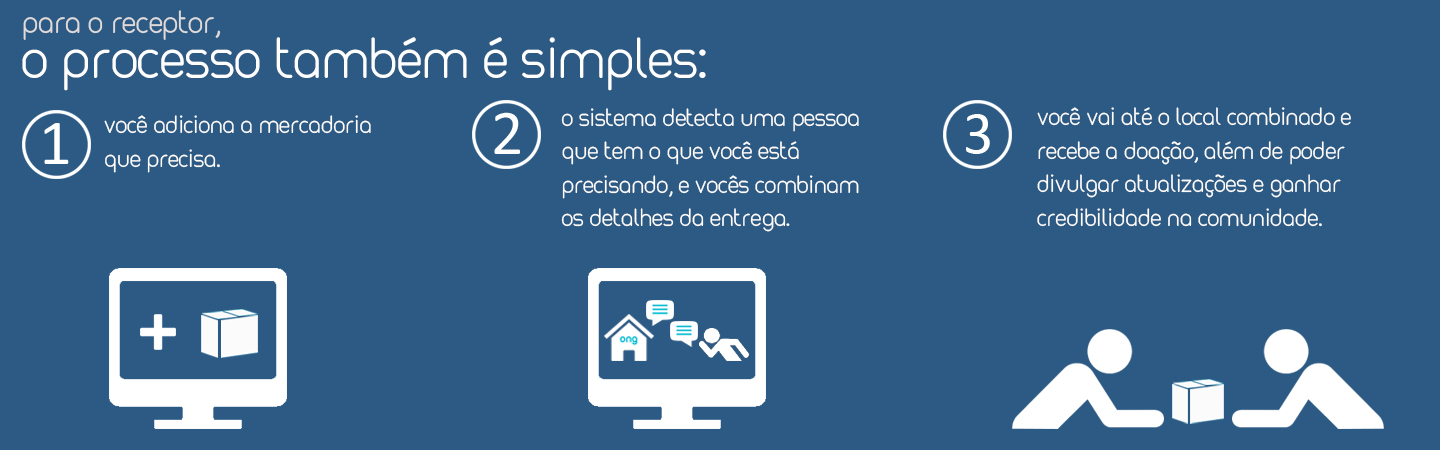 para o receptor,
o processo também é simples:
1
você adiciona a mercadoria
que precisa.
2
o sistema detecta uma pessoa
que tem o que você está
precisando, e vocês combinam
os detalhes da entrega.
3
você vai até o local combinado e
recebe a doação, além de poder
divulgar atualizações e ganhar
credibilidade na comunidade.
ong